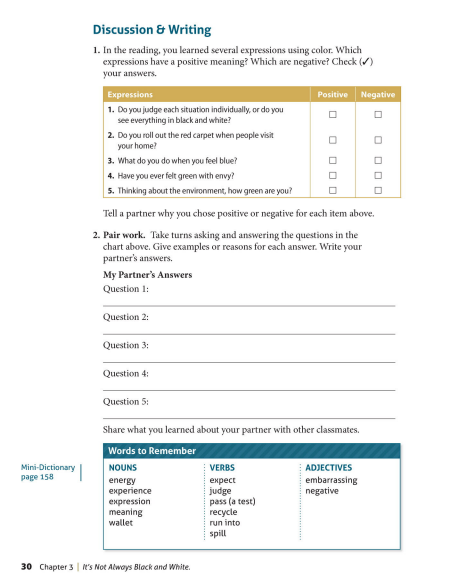 Discussion & Writing
1. In the reading, you learned several expressions using color. Which
expressions have a positive meaning? Which are negative? Check (✓)
your answers.
Expressions Positive Negative
1. Do you judge each situation individually, or do you
see everything in black and white? ☐ ☐
2. Do you roll out the red carpet when people visit
your home? ☐ ☐
3. What do you do when you feel blue? ☐ ☐
4. Have you ever felt green with envy? ☐ ☐
5. Thinking about the environment, how green are you? ☐ ☐
Tell a partner why you chose positive or negative for each item above.
2. Pair work. Take turns asking and answering the questions in the
chart above. Give examples or reasons for each answer. Write your
partner's answers.
My Partner's Answers
Question 1:
Question 2:
Question 3:
Question 4:
Question 5:
Share what you learned about your partner with other classmates.
Words to Remember
Mini-Dictionary
page 158
NOUNS
energy
experience
expression
meaning
wallet
VERBS
expect
judge
pass (a test)
recycle
run into
spill
ADJECTIVES
embarrassing
negative
30 Chapter 3 | It's Not Always Black and White.